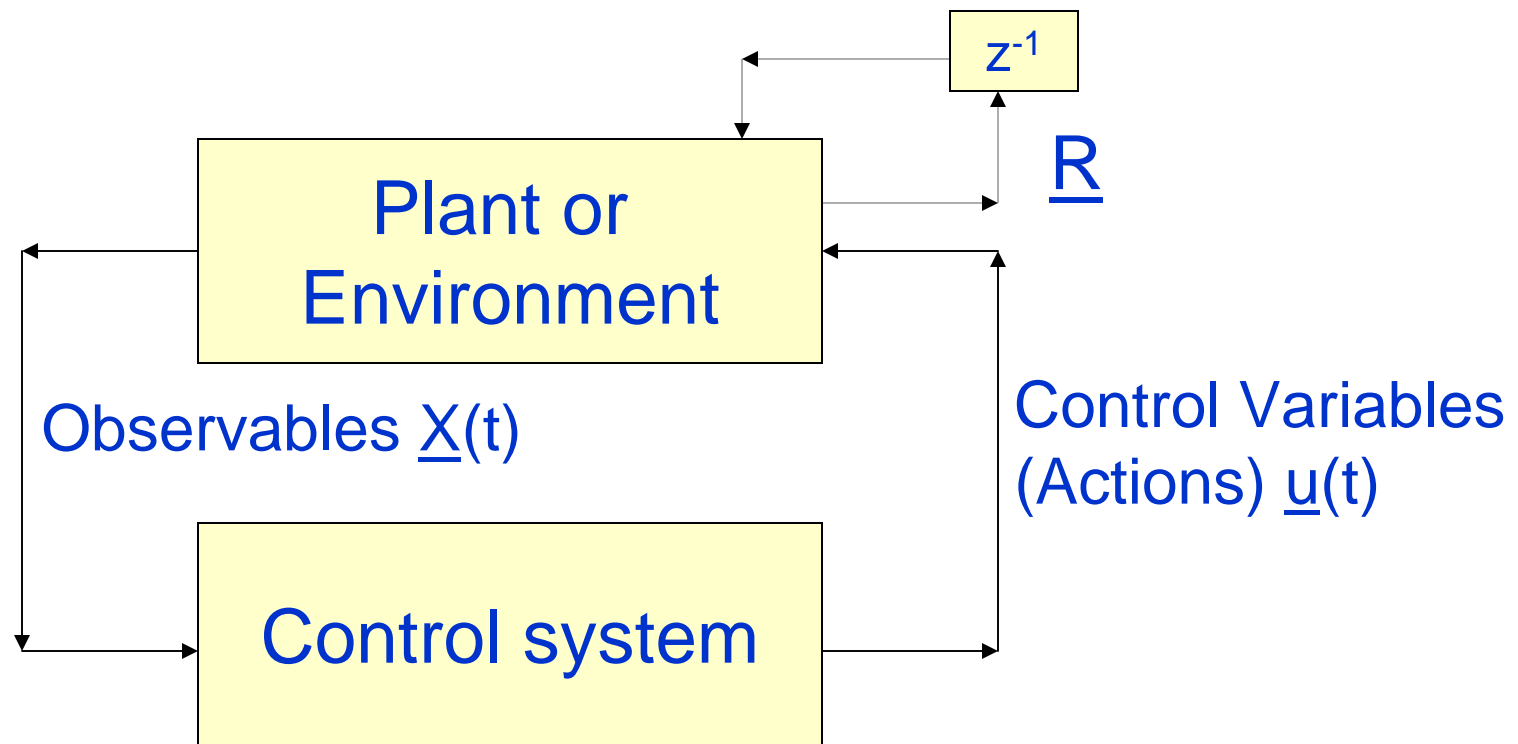 z⁻¹
R
Plant or
Environment
Observables X(t)
Control Variables
(Actions) u(t)
Control system